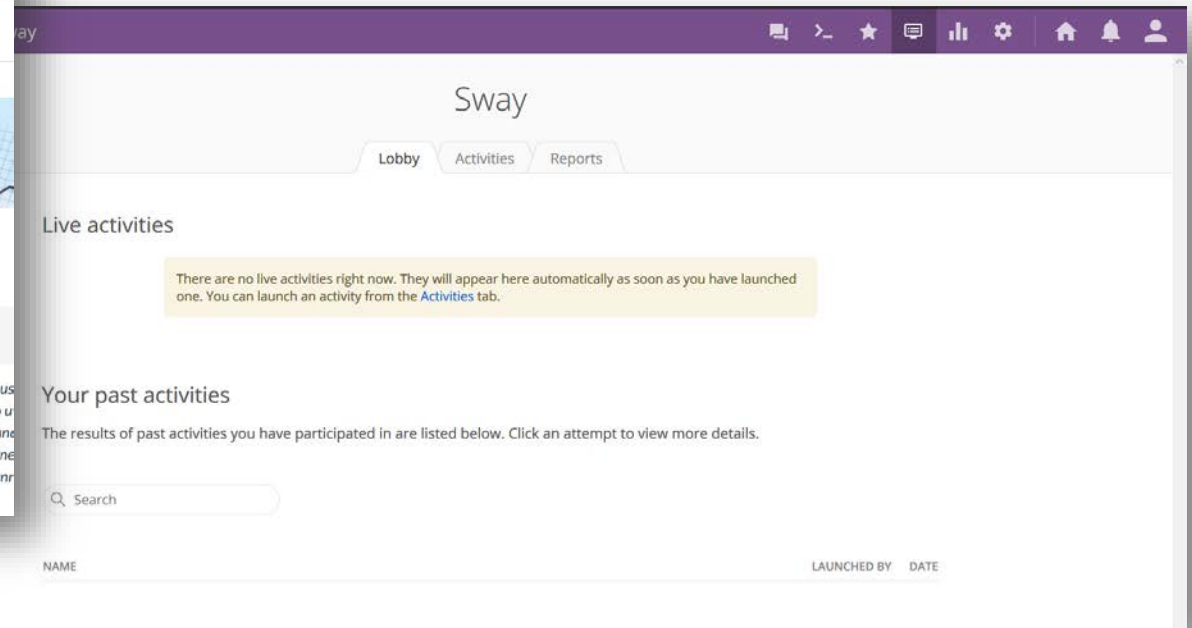 Sway
Lobby
Activities
Reports
Live activities
There are no live activities right now. They will appear here automatically as soon as you have launched
one. You can launch an activity from the Activities tab.
Your past activities
The results of past activities you have participated in are listed below. Click an attempt to view more details.
Search
NAME LAUNCHED BY DATE